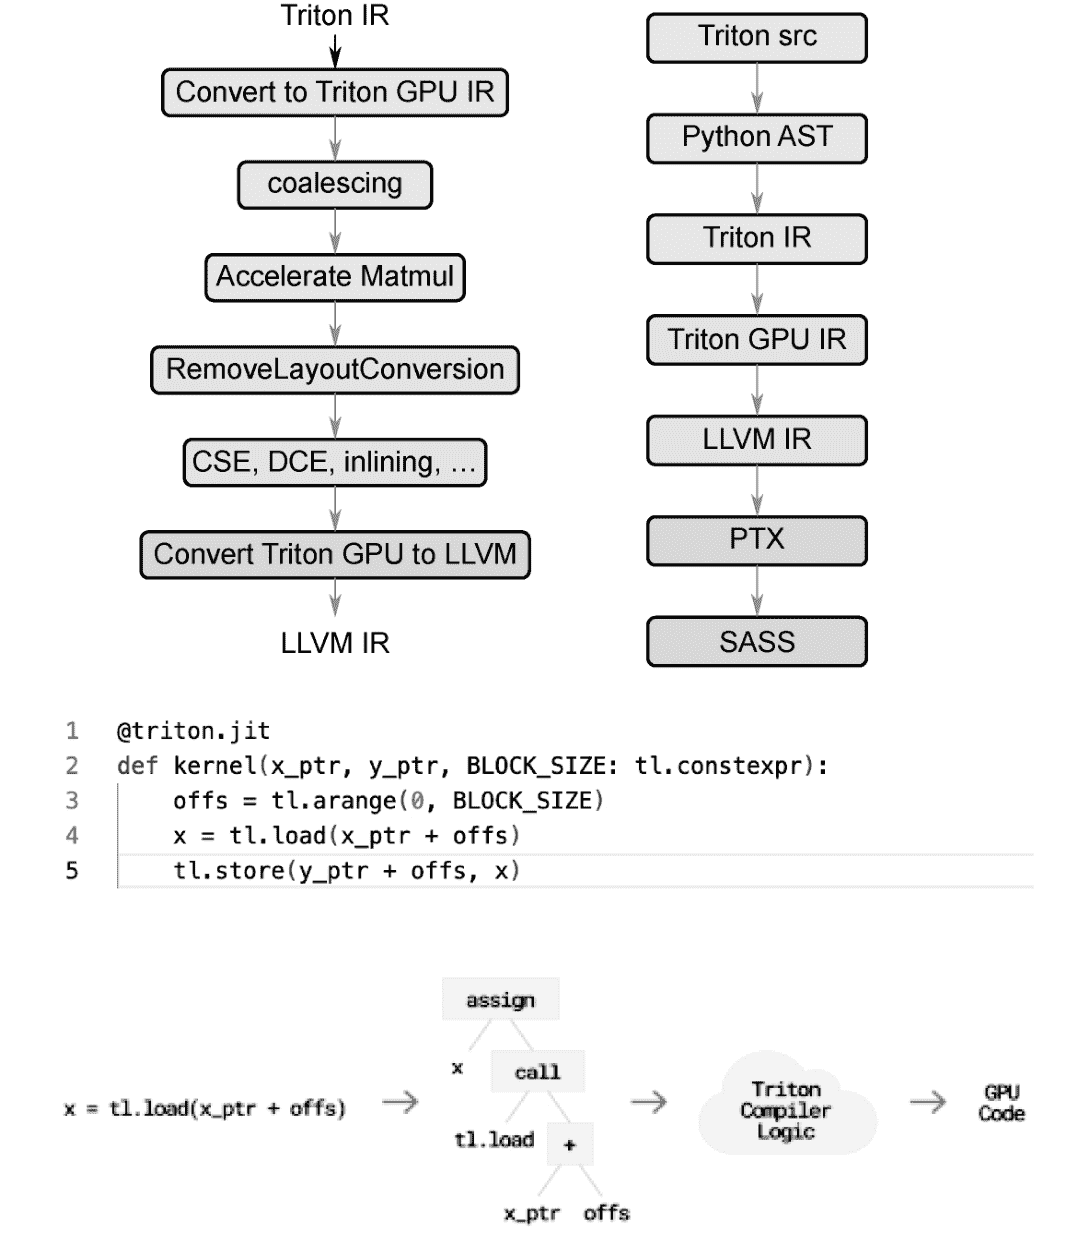 Triton IR
Convert to Triton GPU IR
coalescing
Accelerate Matmul
RemoveLayoutConversion
CSE, DCE, inlining, ...
Convert Triton GPU to LLVM
LLVM IR
Triton src
Python AST
Triton IR
Triton GPU IR
LLVM IR
PTX
SASS
1 @triton.jit
2 def kernel(x_ptr, y_ptr, BLOCK_SIZE: tl.constexpr):
3 offs = tl.arange(0, BLOCK_SIZE)
4 x = tl.load(x_ptr + offs)
5 tl.store(y_ptr + offs, x)
x = tl.load(x_ptr + offs)
assign
x
call
tl.load
+
x_ptr offs
Triton
Compiler
Logic
GPU
Code